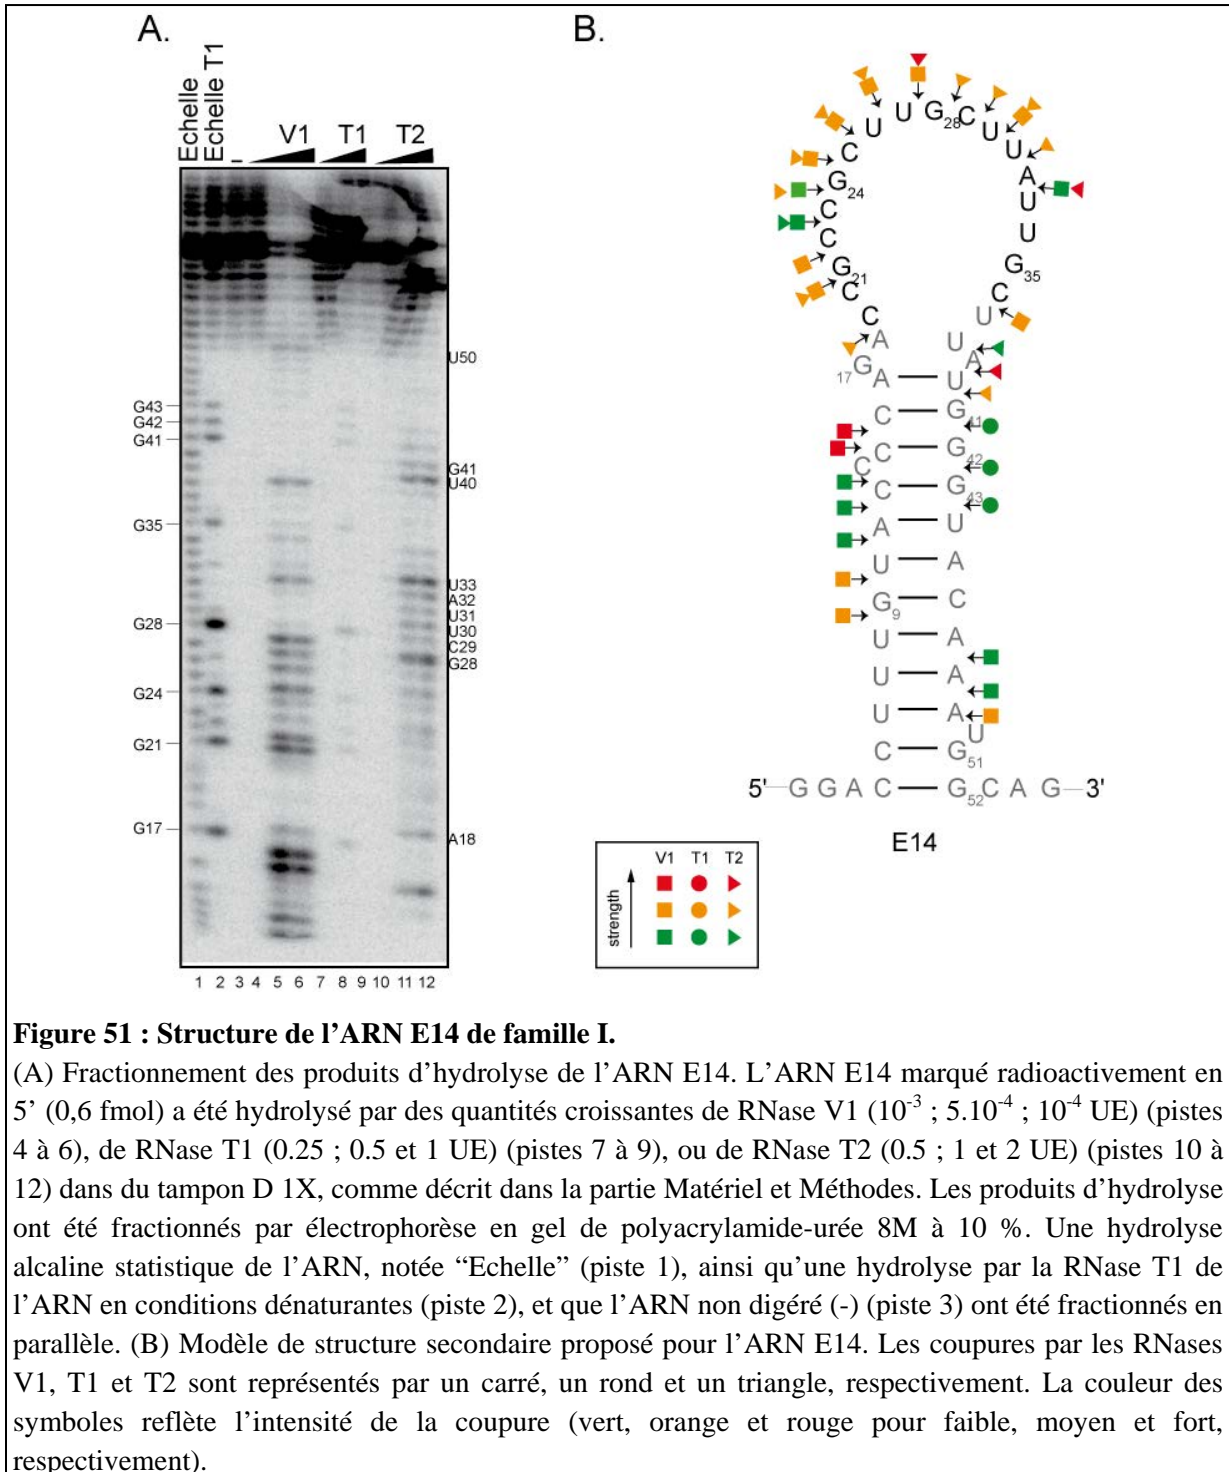 A.
B.
Echelle
Echelle T1
–
V1
T1
T2
G43
G42
G41
G35
G28
G24
G21
G17
U50
G41
U40
U33
A32
U31
U30
C29
G28
A18
1 2 3 4 5 6 7 8 9 10 11 12
U U G28 C U U A U U G35 C U U A U G41 G42 G43 U A C A A A U G51
C G24 C C G21 C C A G17 A C C C C A U G9 U U U C
5' G G A C G52 C A G 3'
E14
V1 T1 T2
strength
Figure 51 : Structure de l’ARN E14 de famille I.
(A) Fractionnement des produits d’hydrolyse de l’ARN E14. L’ARN E14 marqué radioactivement en
5’ (0,6 fmol) a été hydrolysé par des quantités croissantes de RNase V1 (10⁻³ ; 5.10⁻⁴ ; 10⁻⁴ UE) (pistes
4 à 6), de RNase T1 (0.25 ; 0.5 et 1 UE) (pistes 7 à 9), ou de RNase T2 (0.5 ; 1 et 2 UE) (pistes 10 à
12) dans du tampon D 1X, comme décrit dans la partie Matériel et Méthodes. Les produits d’hydrolyse
ont été fractionnés par électrophorèse en gel de polyacrylamide-urée 8M à 10 %. Une hydrolyse
alcaline statistique de l’ARN, notée “Echelle” (piste 1), ainsi qu’une hydrolyse par la RNase T1 de
l’ARN en conditions dénaturantes (piste 2), et que l’ARN non digéré (-) (piste 3) ont été fractionnés en
parallèle. (B) Modèle de structure secondaire proposé pour l’ARN E14. Les coupures par les RNases
V1, T1 et T2 sont représentés par un carré, un rond et un triangle, respectivement. La couleur des
symboles reflète l’intensité de la coupure (vert, orange et rouge pour faible, moyen et fort,
respectivement).